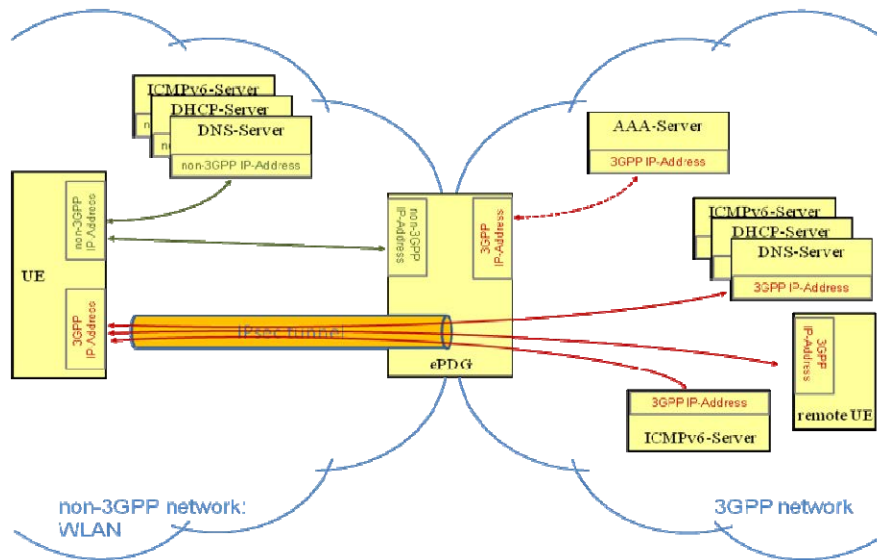 ICMPv6-Server
DHCP-Server
DNS-Server
non-3GPP IP-Address
UE
non-3GPP
IP-Address
3GPP
IP-Address
IPsec tunnel
non-3GPP
IP-Address
3GPP
IP-Address
ePDG
AAA-Server
3GPP IP-Address
ICMPv6-Server
DHCP-Server
DNS-Server
3GPP IP-Address
3GPP
IP-Address
remote UE
3GPP IP-Address
ICMPv6-Server
non-3GPP network:
WLAN
3GPP network